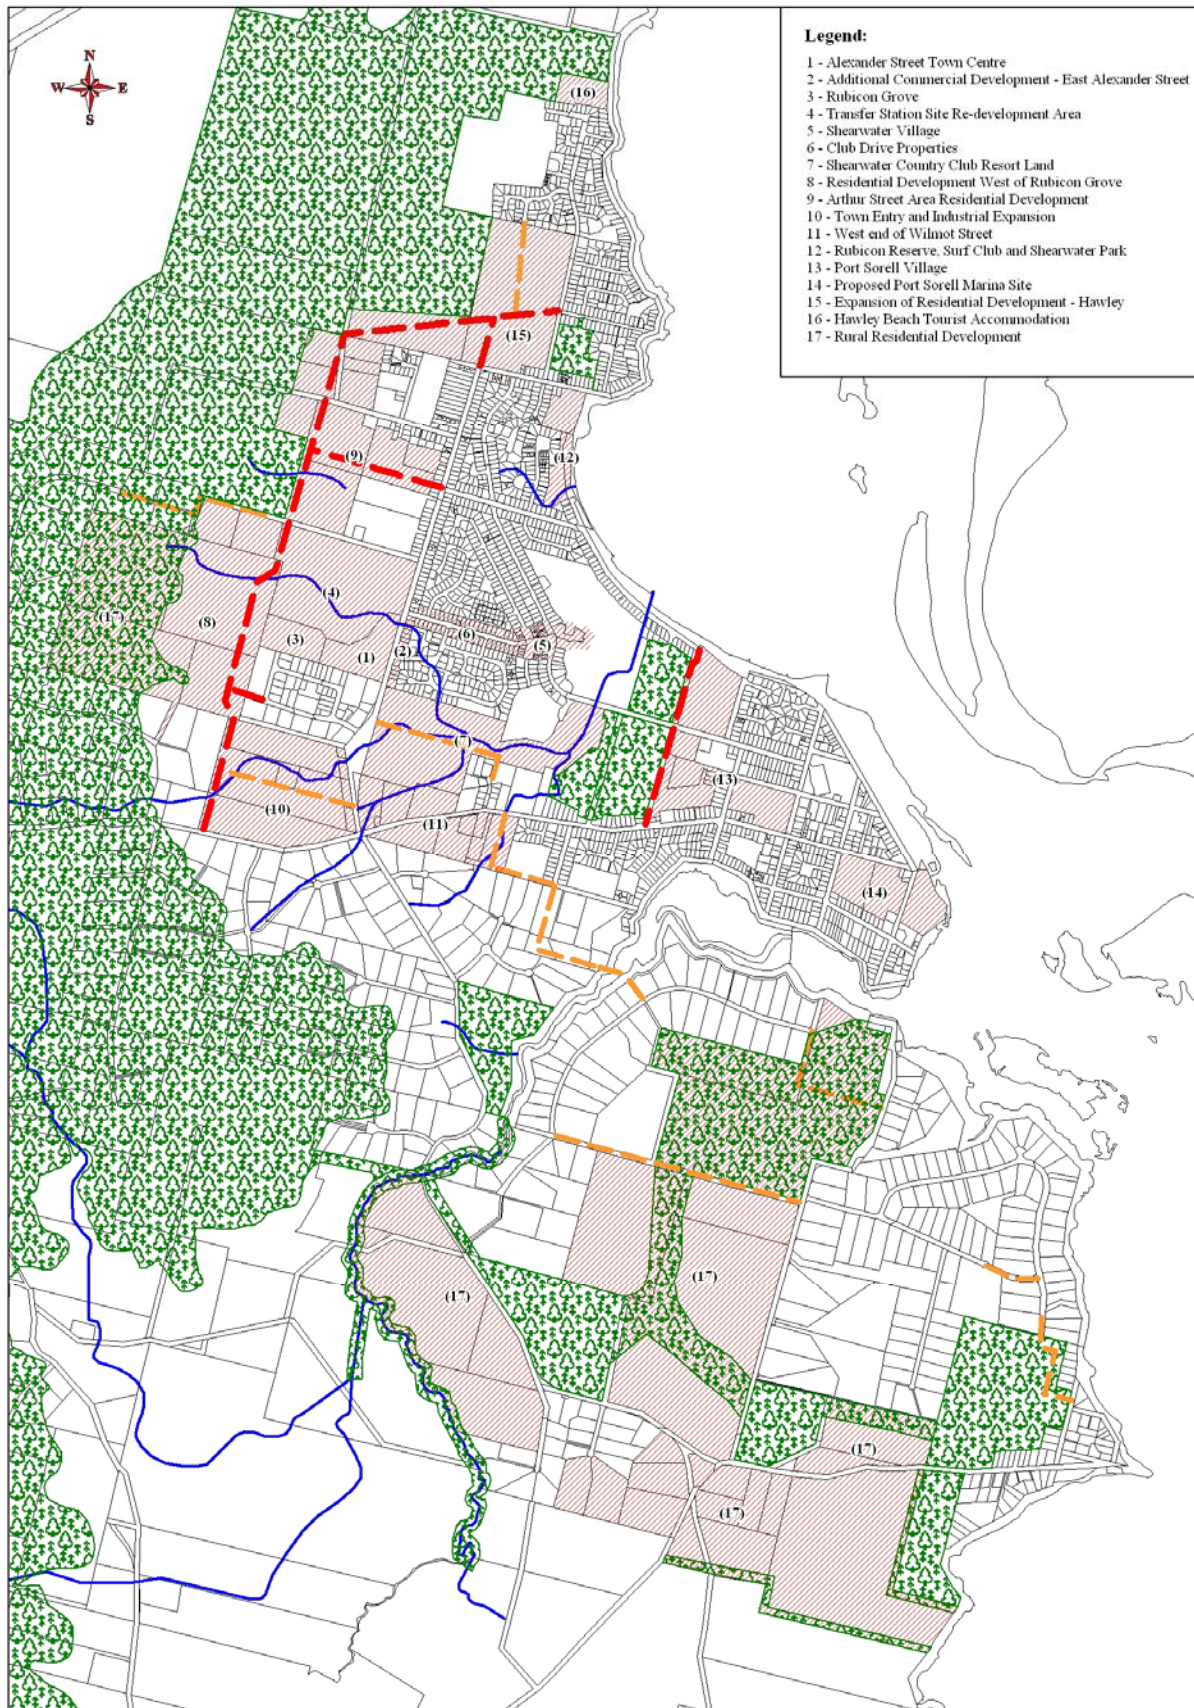 Legend:
1 - Alexander Street Town Centre
2 - Additional Commercial Development - East Alexander Street
3 - Rubicon Grove
4 - Transfer Station Site Re-development Area
5 - Shearwater Village
6 - Club Drive Properties
7 - Shearwater Country Club Resort Land
8 - Residential Development West of Rubicon Grove
9 - Arthur Street Area Residential Development
10 - Town Entry and Industrial Expansion
11 - West end of Wilmot Street
12 - Rubicon Reserve, Surf Club and Shearwater Park
13 - Port Sorell Village
14 - Proposed Port Sorell Marina Site
15 - Expansion of Residential Development - Hawley
16 - Hawley Beach Tourist Accommodation
17 - Rural Residential Development
N
W E
S
(16)
(15)
(9)
(12)
(4)
(17)
(8)
(3)
(6)
(5)
(1)
(2)
(7)
(13)
(10)
(11)
(14)
(17)
(17)
(17)
(17)